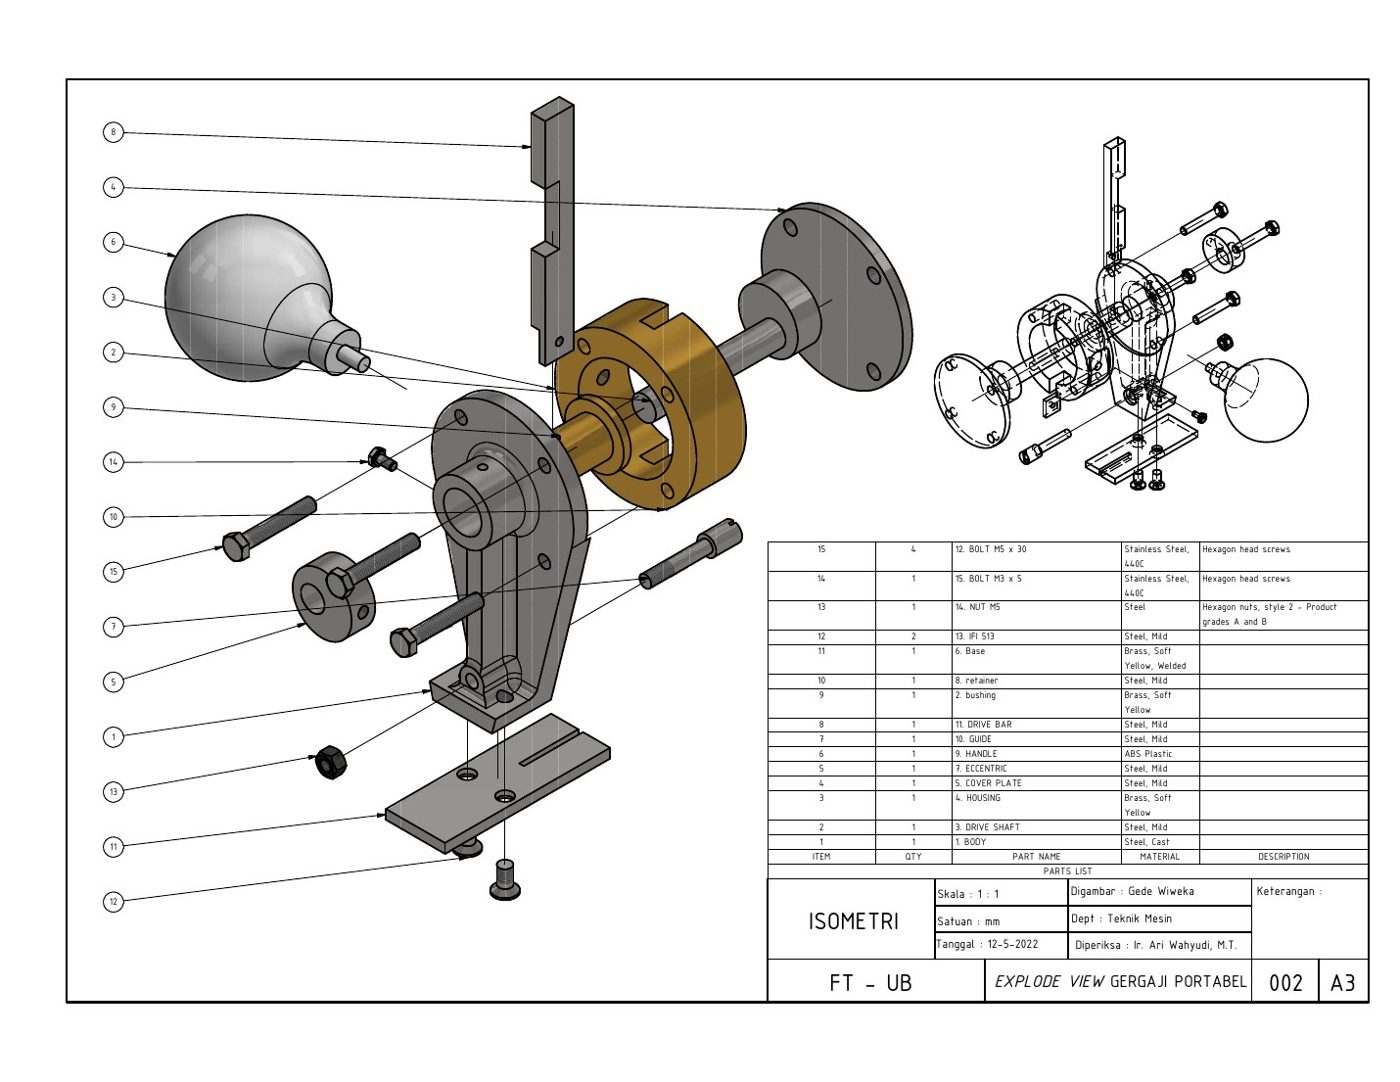 8
4
6
3
2
9
14
10
15
7
5
1
13
11
12
15 4 12. BOLT M5 x 30 Stainless Steel, Hexagon head screws
440C
14 1 15. BOLT M3 x 5 Stainless Steel, Hexagon head screws
440C
13 1 14. NUT M5 Steel Hexagon nuts, style 2 - Product
grades A and B
12 2 13. IFI 513 Steel, Mild
11 1 6. Base Brass, Soft
Yellow, Welded
10 1 8. retainer Steel, Mild
9 1 2. bushing Brass, Soft
Yellow
8 1 11. DRIVE BAR Steel, Mild
7 1 10. GUIDE Steel, Mild
6 1 9. HANDLE ABS Plastic
5 1 7. ECCENTRIC Steel, Mild
4 1 5. COVER PLATE Steel, Mild
3 1 4. HOUSING Brass, Soft
Yellow
2 1 3. DRIVE SHAFT Steel, Mild
1 1 1. BODY Steel, Cast
ITEM QTY PART NAME MATERIAL DESCRIPTION
PARTS LIST
ISOMETRI
Skala : 1 : 1
Digambar : Gede Wiweka
Keterangan :
Satuan : mm
Dept : Teknik Mesin
Tanggal : 12-5-2022
Diperiksa : Ir. Ari Wahyudi, M.T.
FT - UB
EXPLODE VIEW GERGAJI PORTABEL
002
A3